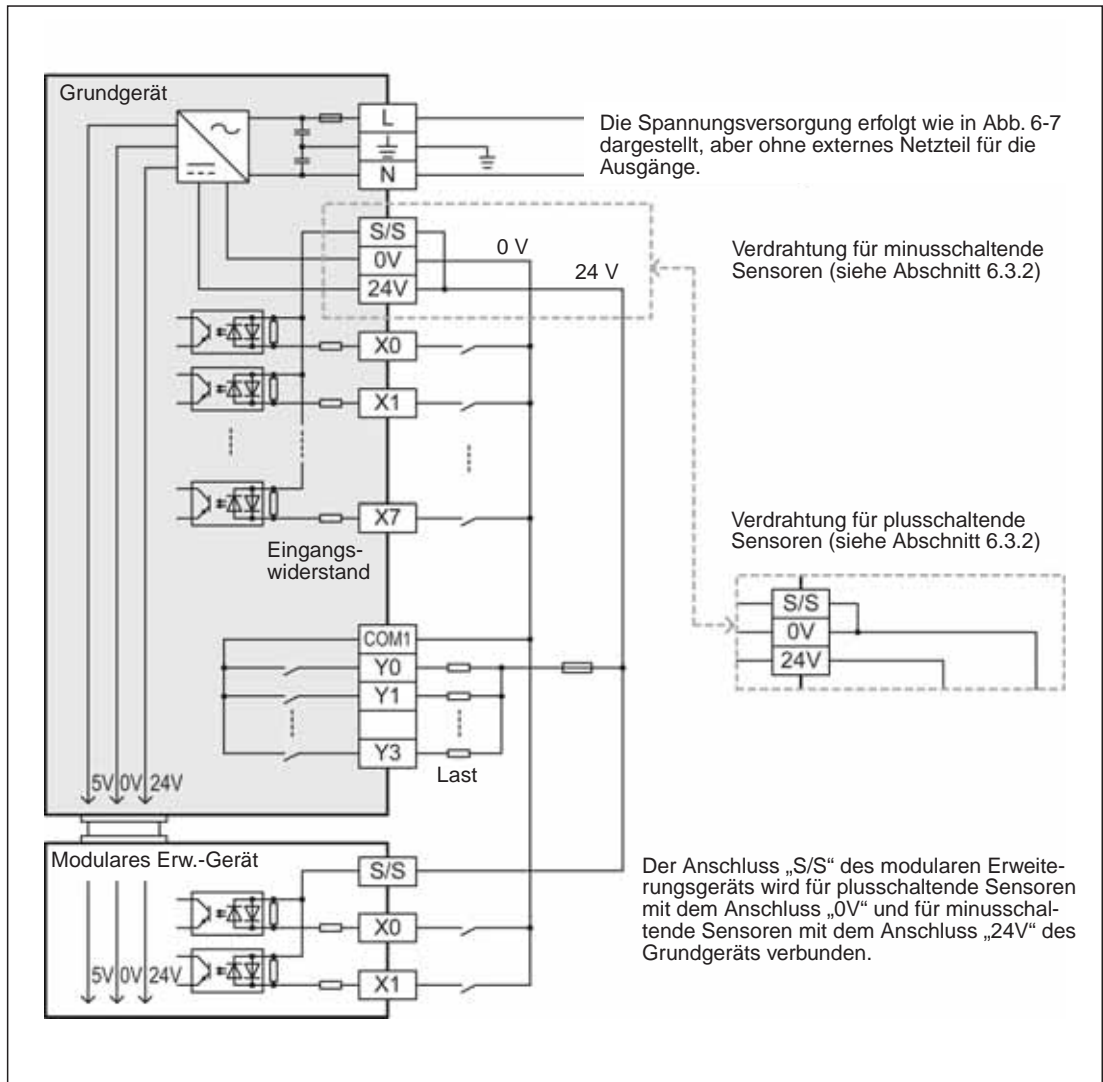 Grundgerät
L
N
Die Spannungsversorgung erfolgt wie in Abb. 6-7
dargestellt, aber ohne externes Netzteil für die
Ausgänge.
S/S
0V
24V
0 V
24 V
Verdrahtung für minusschaltende
Sensoren (siehe Abschnitt 6.3.2)
X0
X1
X7
Eingangs-
widerstand
Verdrahtung für plusschaltende
Sensoren (siehe Abschnitt 6.3.2)
S/S
0V
24V
COM1
Y0
Y1
Y3
Last
5V 0V 24V
Modulares Erw.-Gerät
S/S
X0
X1
5V 0V 24V
Der Anschluss „S/S“ des modularen Erweite-
rungsgeräts wird für plusschaltende Sensoren
mit dem Anschluss „0V“ und für minusschal-
tende Sensoren mit dem Anschluss „24V“ des
Grundgeräts verbunden.